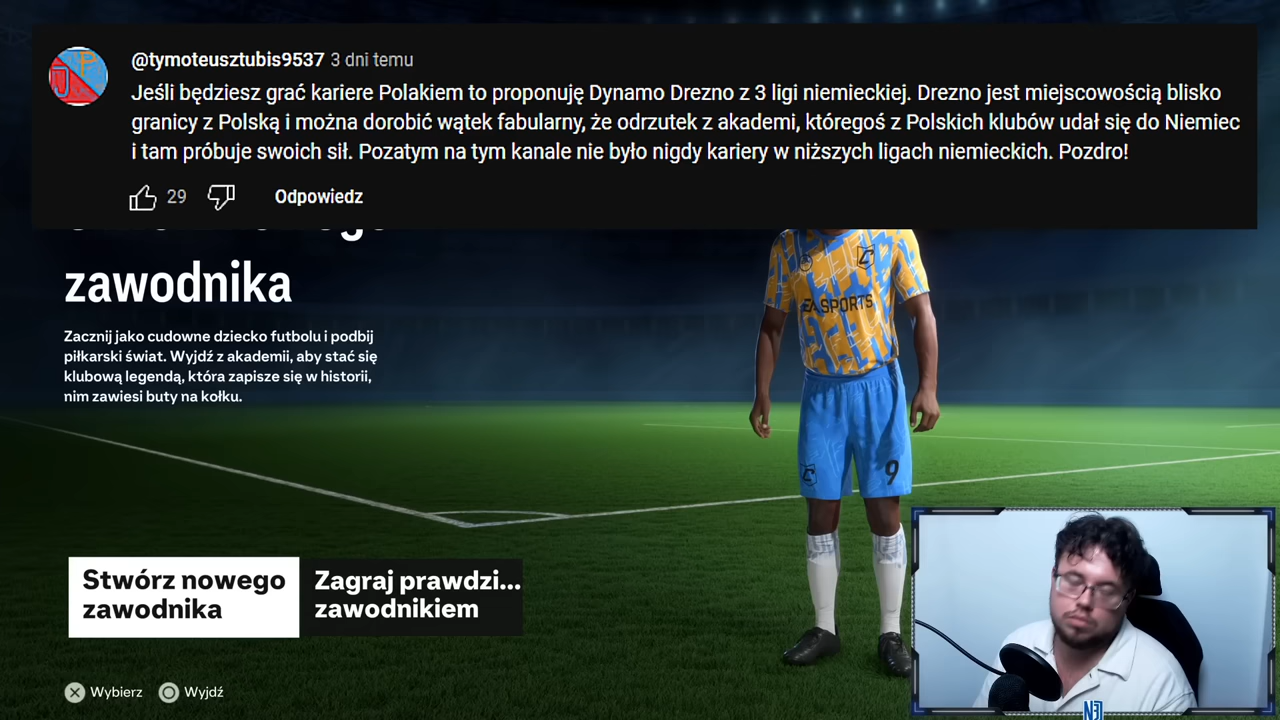 @tymoteusztubis9537 3 dni temu
Jeśli będziesz grać kariere Polakiem to proponuję Dynamo Drezno z 3 ligi niemieckiej. Drezno jest miejscowością blisko
granicy z Polską i można dorobić wątek fabularny, że odrzutek z akademi, któregoś z Polskich klubów udał się do Niemiec
i tam próbuje swoich sił. Pozatym na tym kanale nie było nigdy kariery w niższych ligach niemieckich. Pozdro!
29 Odpowiedz
zawodnika
Zacznij jako cudowne dziecko futbolu i podbij
piłkarski świat. Wyjdź z akademii, aby stać się
klubową legendą, która zapisze się w historii,
nim zawiesi buty na kołku.
EA SPORTS
9
Stwórz nowego
zawodnika
Zagraj prawdzi...
zawodnikiem
Wybierz Wyjdź